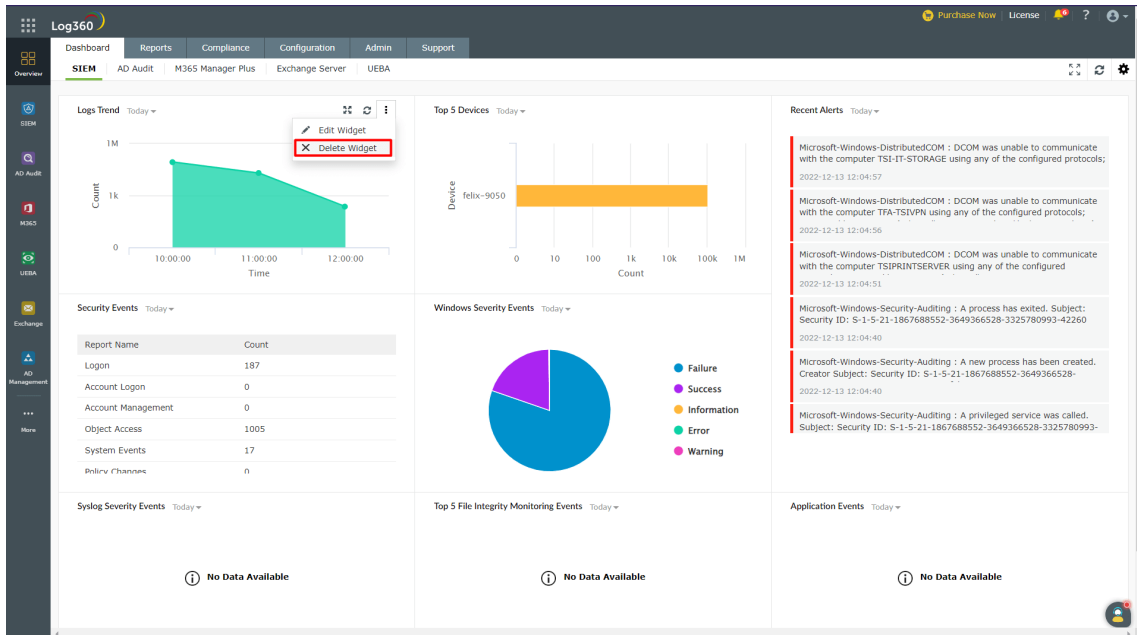 Log360
Purchase Now License 6 ?
Dashboard Reports Compliance Configuration Admin Support
SIEM AD Audit M365 Manager Plus Exchange Server UEBA
Overview
SIEM
AD Audit
M365
UEBA
Exchange
AD
Management
More
Logs Trend Today
Edit Widget
Delete Widget
1M
1k
0
Count
10:00:00 11:00:00 12:00:00
Time
Top 5 Devices Today
Device
felix-9050
0 10 100 1k 10k 100k 1M
Count
Recent Alerts Today
Microsoft-Windows-DistributedCOM : DCOM was unable to communicate
with the computer TSI-IT-STORAGE using any of the configured protocols;
2022-12-13 12:04:57
Microsoft-Windows-DistributedCOM : DCOM was unable to communicate
with the computer TFA-TSIVPN using any of the configured protocols;
2022-12-13 12:04:56
Microsoft-Windows-DistributedCOM : DCOM was unable to communicate
with the computer TSIPRINTSERVER using any of the configured
2022-12-13 12:04:51
Microsoft-Windows-Security-Auditing : A process has exited. Subject:
Security ID: S-1-5-21-1867688552-3649366528-3325780993-42260
2022-12-13 12:04:40
Microsoft-Windows-Security-Auditing : A new process has been created.
Creator Subject: Security ID: S-1-5-21-1867688552-3649366528-
2022-12-13 12:04:40
Microsoft-Windows-Security-Auditing : A privileged service was called.
Subject: Security ID: S-1-5-21-1867688552-3649366528-3325780993-
Security Events Today
Report Name Count
Logon 187
Account Logon 0
Account Management 0
Object Access 1005
System Events 17
Policy Changes 0
Windows Severity Events Today
Failure
Success
Information
Error
Warning
Syslog Severity Events Today
No Data Available
Top 5 File Integrity Monitoring Events Today
No Data Available
Application Events Today
No Data Available